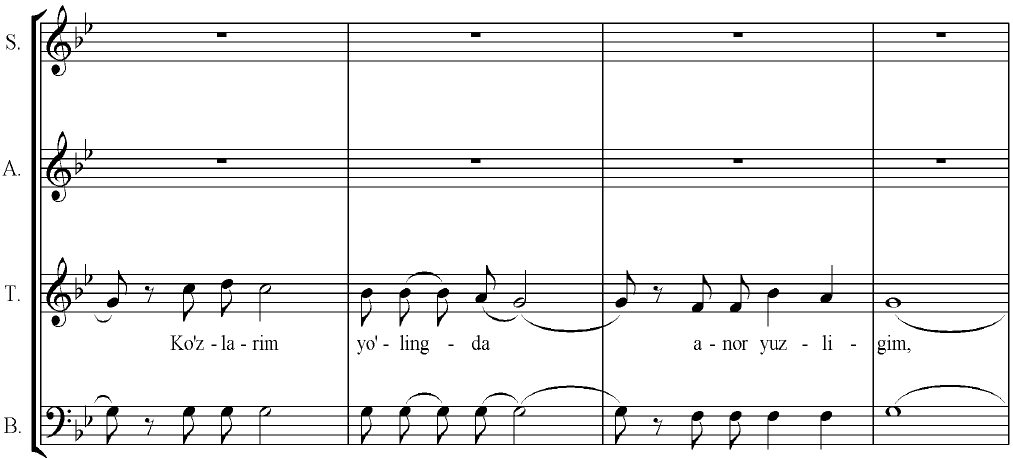 S.
A.
T.
Ko'z - la - rim yo' - ling - da a - nor yuz - li - gim,
B.